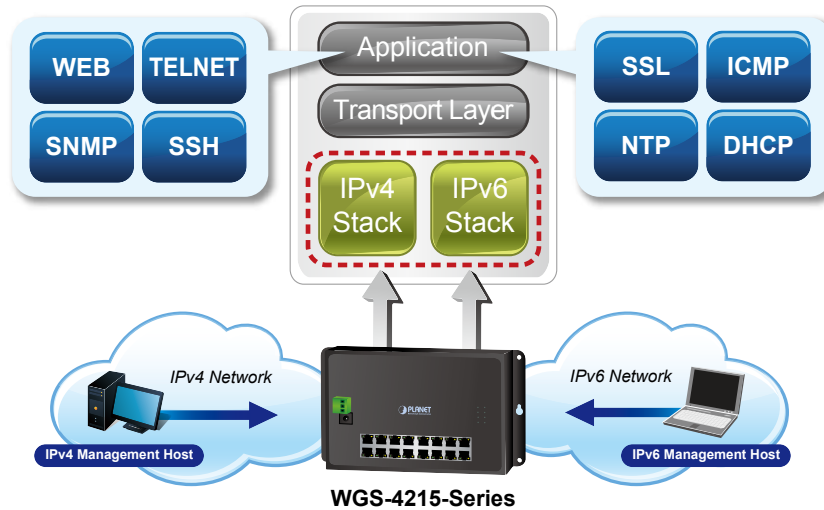 WEB
TELNET
SNMP
SSH
Application
Transport Layer
SSL
ICMP
NTP
DHCP
IPv4
Stack
IPv6
Stack
IPv4 Network
IPv4 Management Host
PLANET
IPv6 Network
IPv6 Management Host
WGS-4215-Series